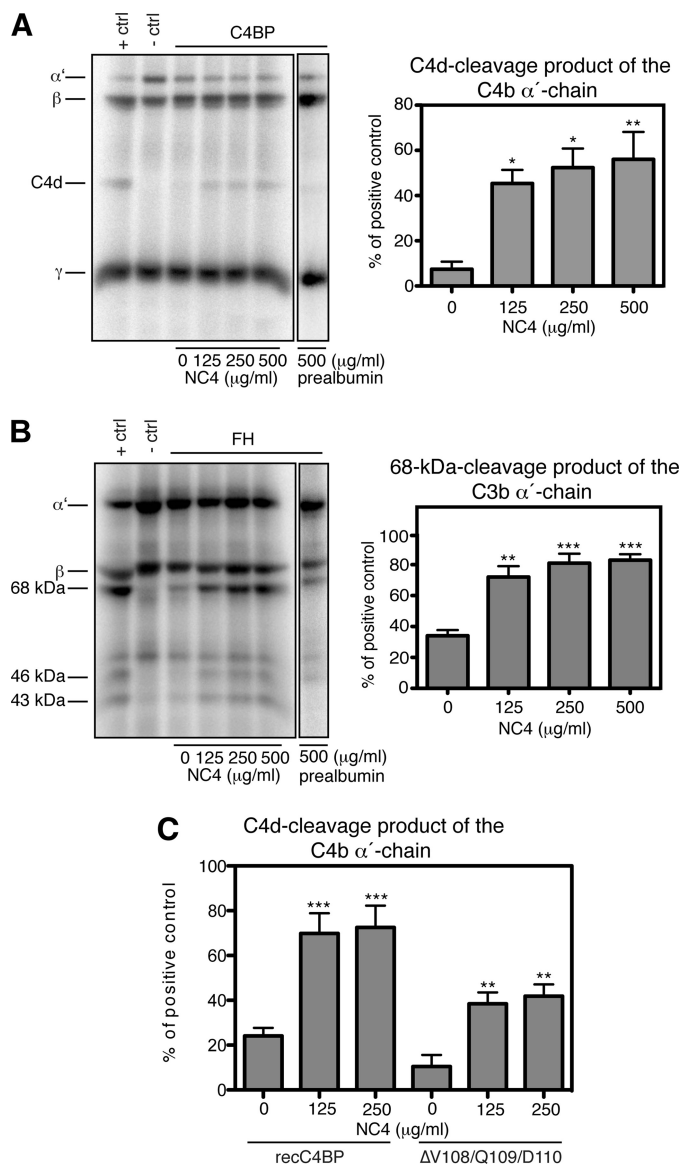 A
+ ctrl
- ctrl
C4BP
α‘
β
C4d
γ
0 125 250 500
NC4 (µg/ml)
500 (µg/ml)
prealbumin
C4d-cleavage product of the
C4b α´-chain
% of positive control
80
60
40
20
0
* * **
0 125 250 500
NC4 (µg/ml)
B
+ ctrl
- ctrl
FH
α‘
β
68 kDa
46 kDa
43 kDa
0 125 250 500
NC4 (µg/ml)
500 (µg/ml)
prealbumin
68-kDa-cleavage product of the
C3b α´-chain
% of positive control
100
80
60
40
20
0
** *** ***
0 125 250 500
NC4 (µg/ml)
C
C4d-cleavage product of the
C4b α´-chain
% of positive control
100
80
60
40
20
0
*** *** ** **
0 125 250 0 125 250
NC4 (µg/ml)
recC4BP ΔV108/Q109/D110